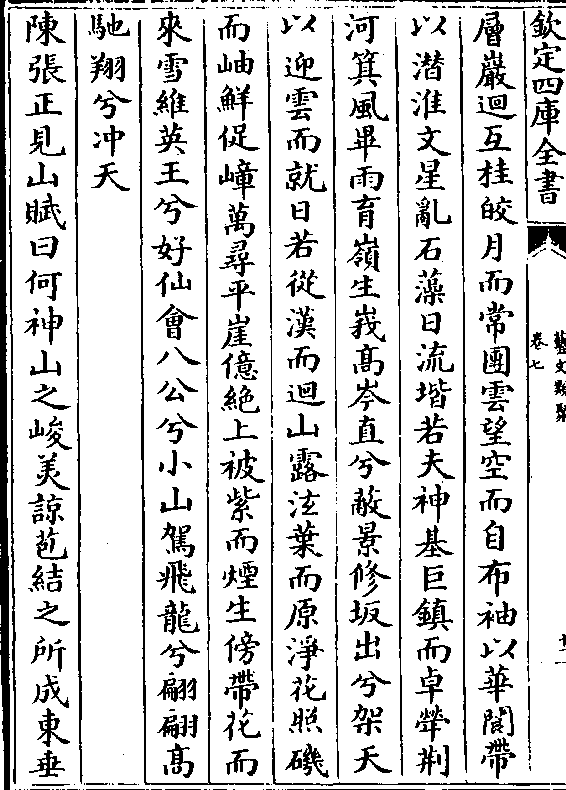 欽定四庫全書
藝文類聚
卷七
層巖迴互桂皎月而常團雲望空而自布袖以華閤帶
以潜淮文星亂石藻日流堦若夫神基巨鎮而卓犖荆
河箕風畢雨育嶺生峩高岑直兮蔽景修坂出兮架天
以迎雲而就日若從漢而迴山露泫葉而原淨花照磯
而岫鮮促嶂萬尋平崖億絶上被紫而煙生傍帶花而
來雪維英王兮好仙會八公兮小山駕飛龍兮翩翩高
馳翔兮冲天
陳張正見山賦曰何神山之峻美諒苞結之所成東垂